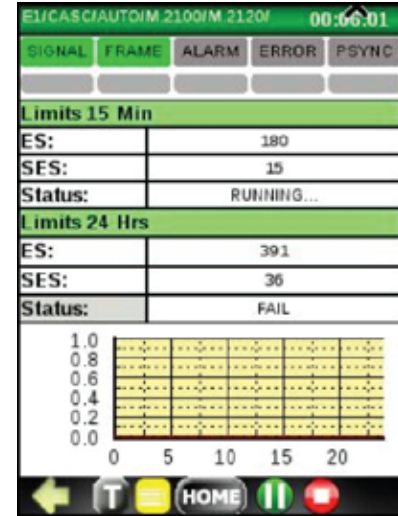 E1/CASC/AUTO/M.2100/M 2120/ 00:06:01
SIGNAL FRAME ALARM ERROR PSYNC
Limits 15 Min
ES: 180
SES: 15
Status: RUNNING...
Limits 24 Hrs
ES: 391
SES: 36
Status: FAIL
1.0
0.8
0.6
0.4
0.2
0.0
0 5 10 15 20
T HOME